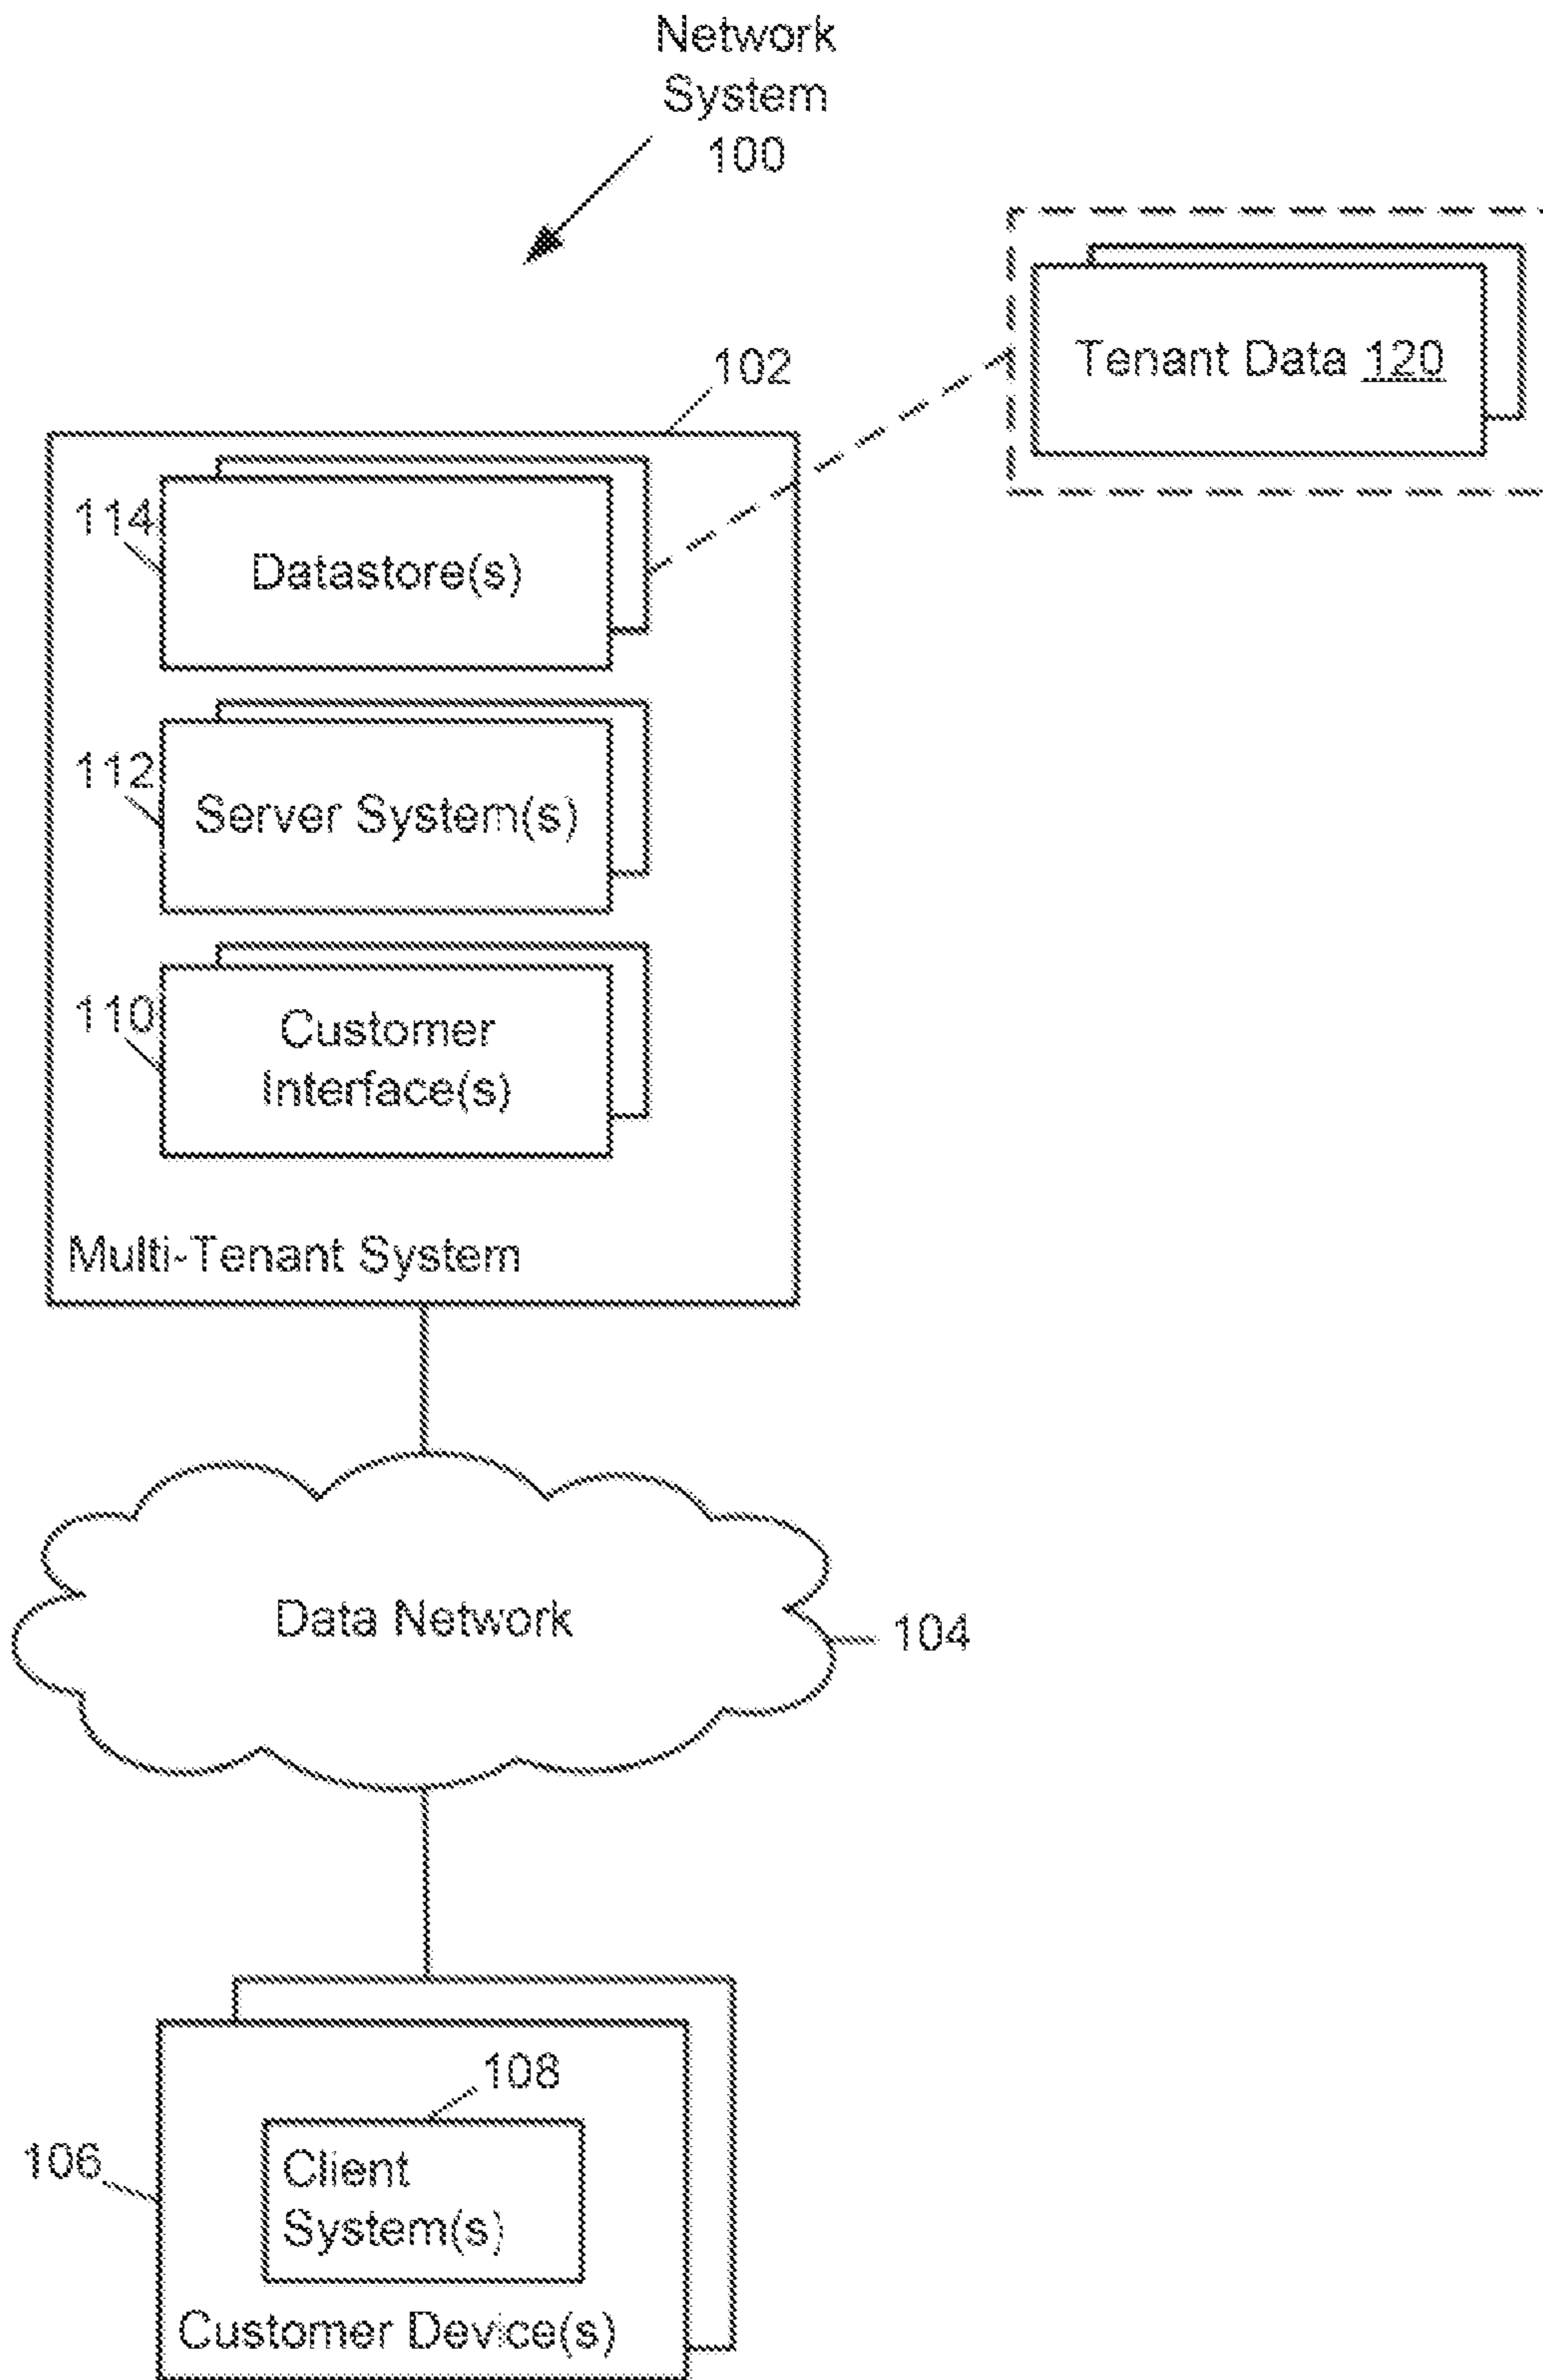 Network
System
100
102
Tenant Data 120
114
Datastore(s)
112
Server System(s)
110
Customer
Interface(s)
Multi-Tenant System
Data Network
104
108
106
Client
System(s)
Customer Device(s)